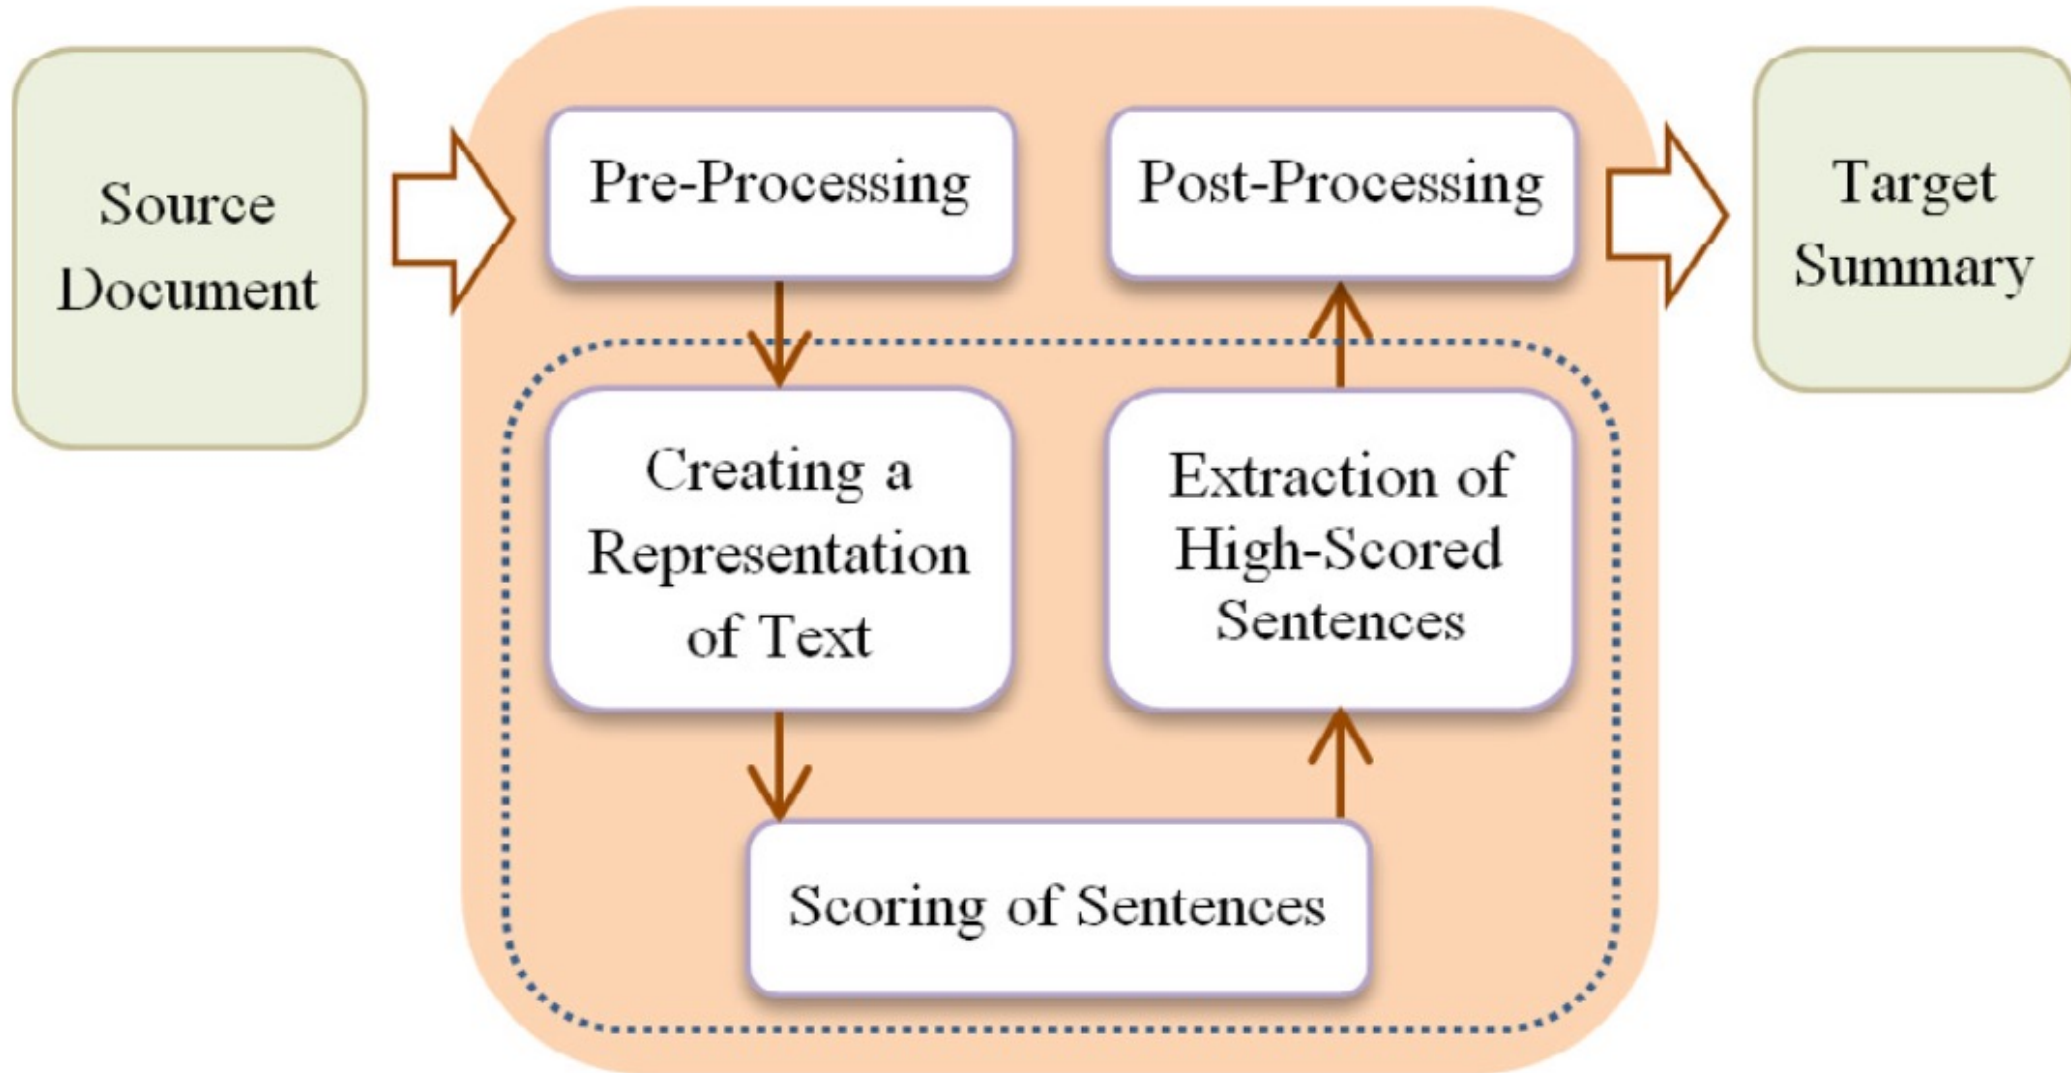 Source
Document
Pre-Processing
Creating a
Representation
of Text
Scoring of Sentences
Extraction of
High-Scored
Sentences
Post-Processing
Target
Summary